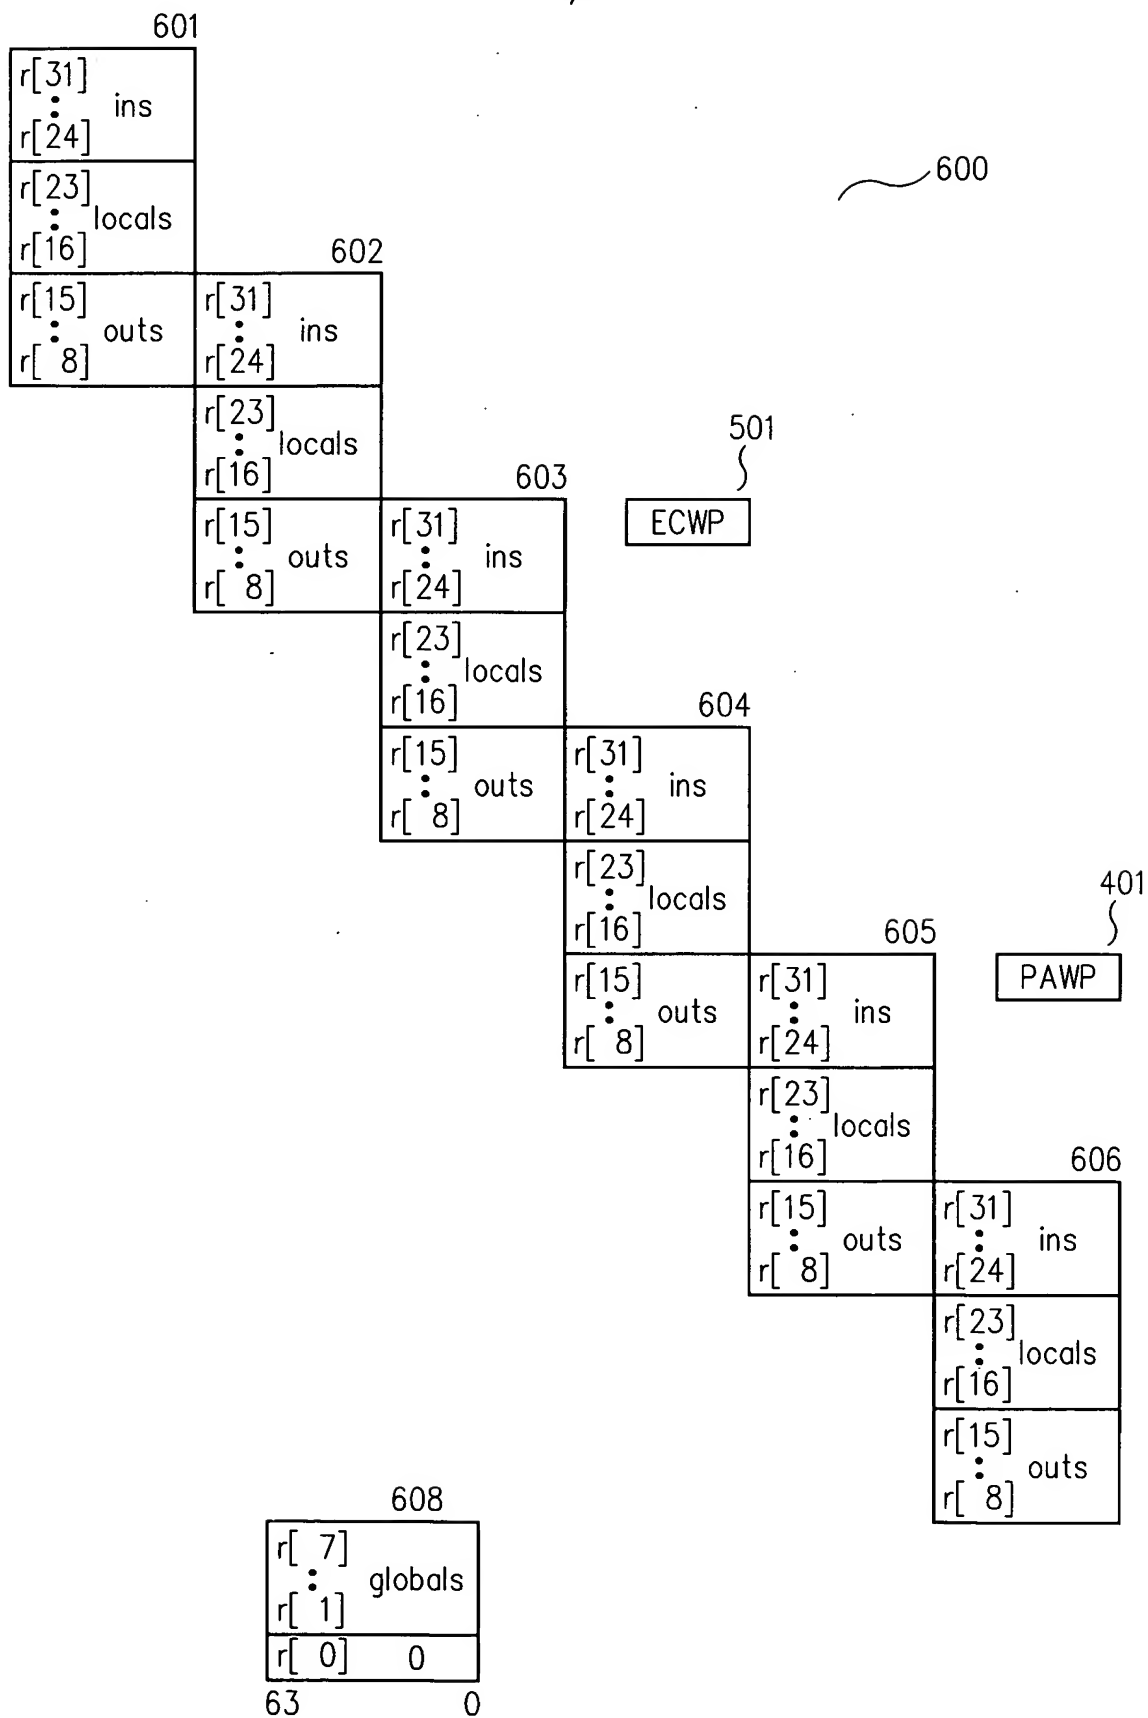 601
r[31]
ins
r[24]
600
r[23]
locals
r[16]
602
r[15]
outs
r[ 8]
r[31]
ins
r[24]
r[23]
locals
r[16]
501
603
ECWP
r[15]
outs
r[ 8]
r[31]
ins
r[24]
r[23]
locals
r[16]
604
r[15]
outs
r[ 8]
r[31]
ins
r[24]
r[23]
locals
r[16]
401
605
PAWP
r[15]
outs
r[ 8]
r[31]
ins
r[24]
r[23]
locals
r[16]
606
r[15]
outs
r[ 8]
r[31]
ins
r[24]
r[23]
locals
r[16]
r[15]
outs
r[ 8]
608
r[ 7]
globals
r[ 1]
r[ 0] 0
63 0